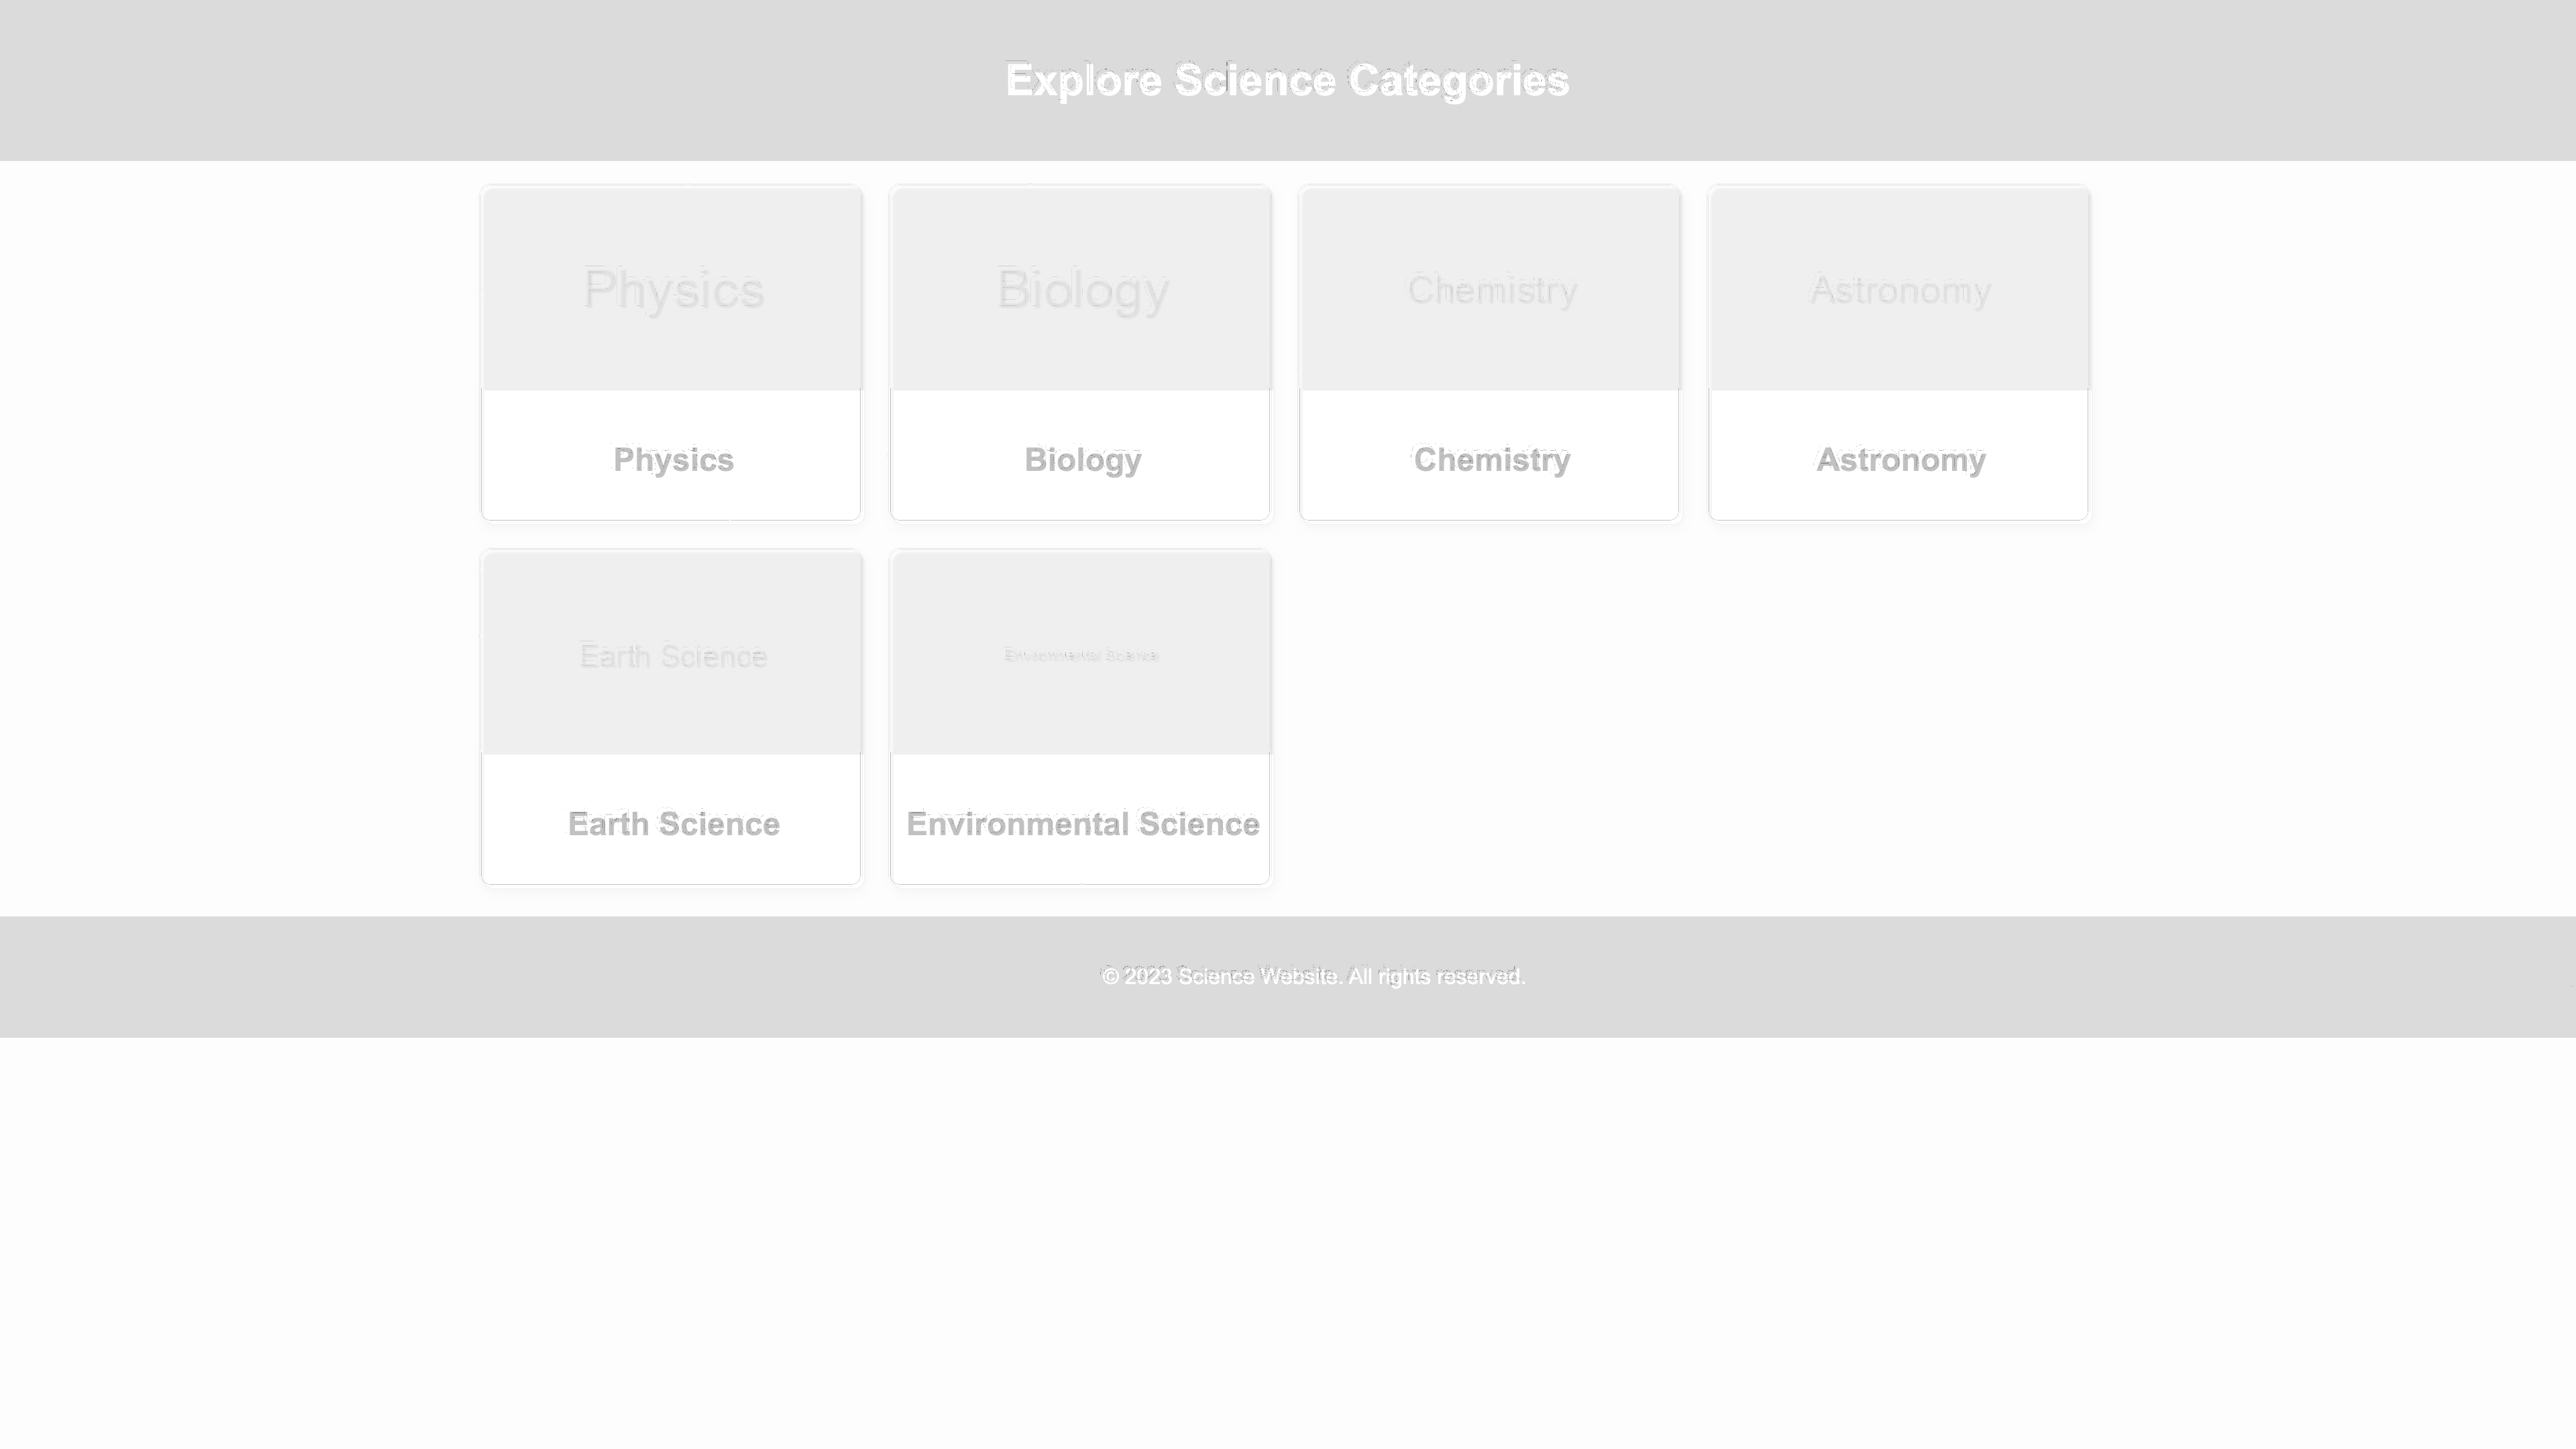 Explore Science Categories
Physics
Biology
Chemistry
Astronomy
Physics
Biology
Chemistry
Astronomy
Earth Science
Environmental Science
Earth Science
Environmental Science
© 2023 Science Website. All rights reserved.